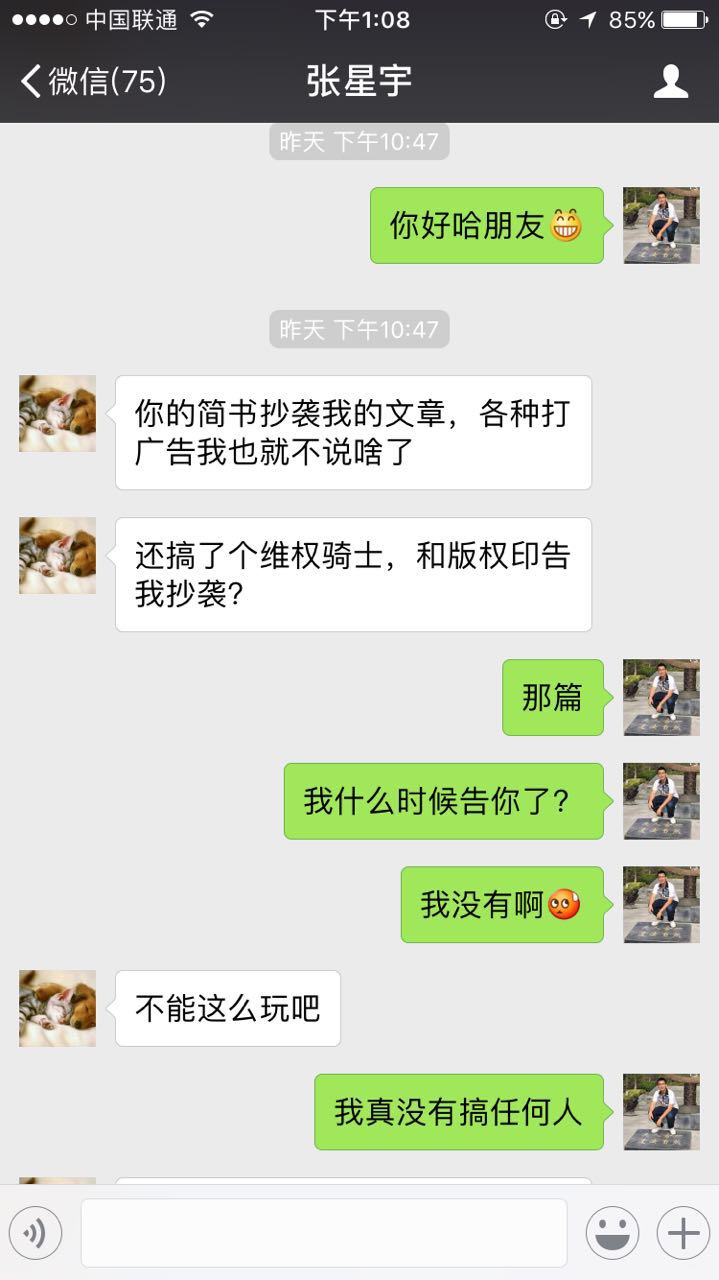 中国联通 下午1:08 85%
微信(75) 张星宇
昨天 下午10:47
你好哈朋友
昨天 下午10:47
你的简书抄袭我的文章，各种打
广告我也就不说啥了
还搞了个维权骑士，和版权印告
我抄袭？
那篇
我什么时候告你了？
我没有啊
不能这么玩吧
我真没有搞任何人